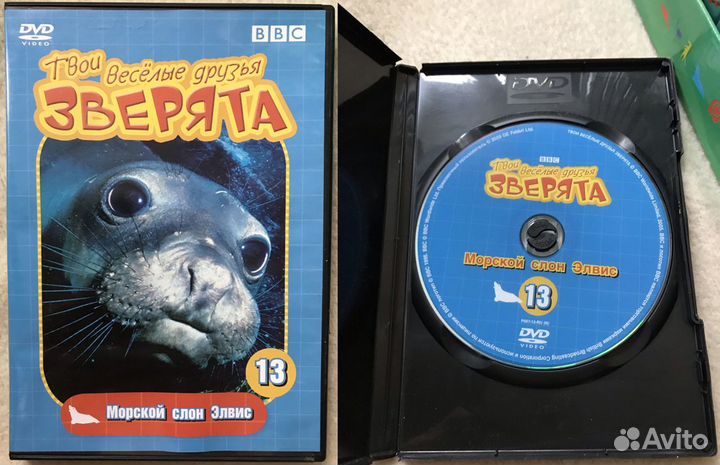 DVD
VIDEO
BBC
Твои весёлые друзья
ЗВЕРЯТА
13
Морской слон Элвис
DVD
BBC
Твои весёлые друзья
ЗВЕРЯТА
Морской слон Элвис
13
DVD
VIDEO
Avito